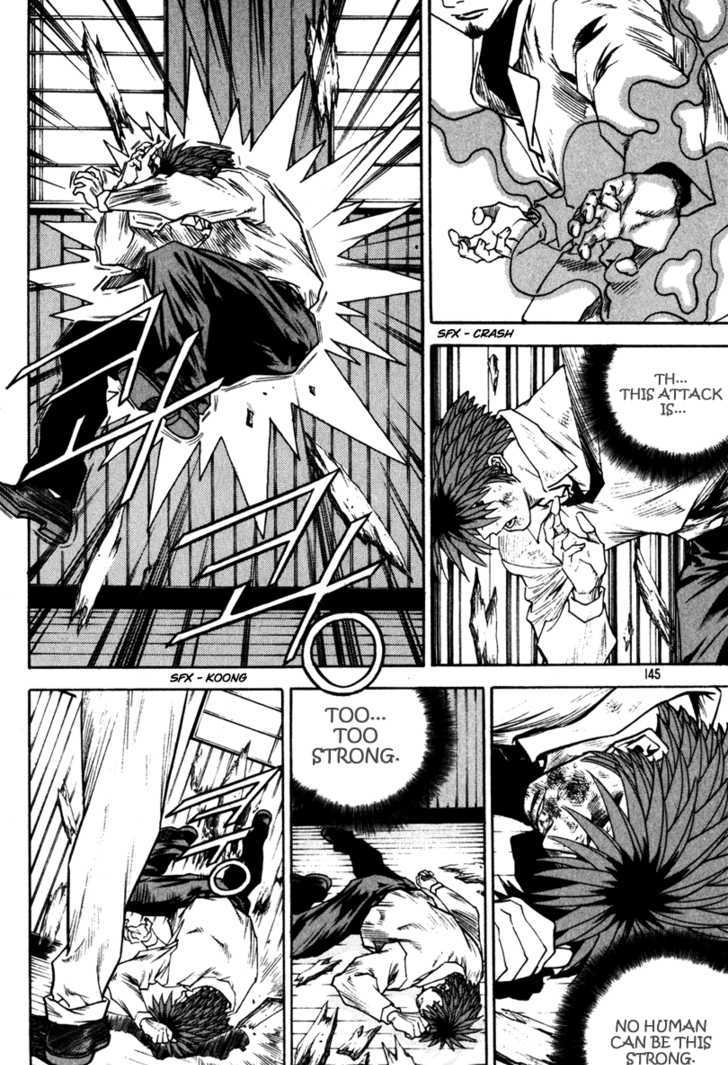 SFX - CRASH
TH...
THIS ATTACK
IS...
SFX - KOONG
145
TOO...
TOO
STRONG.
NO HUMAN
CAN BE THIS
STRONG.